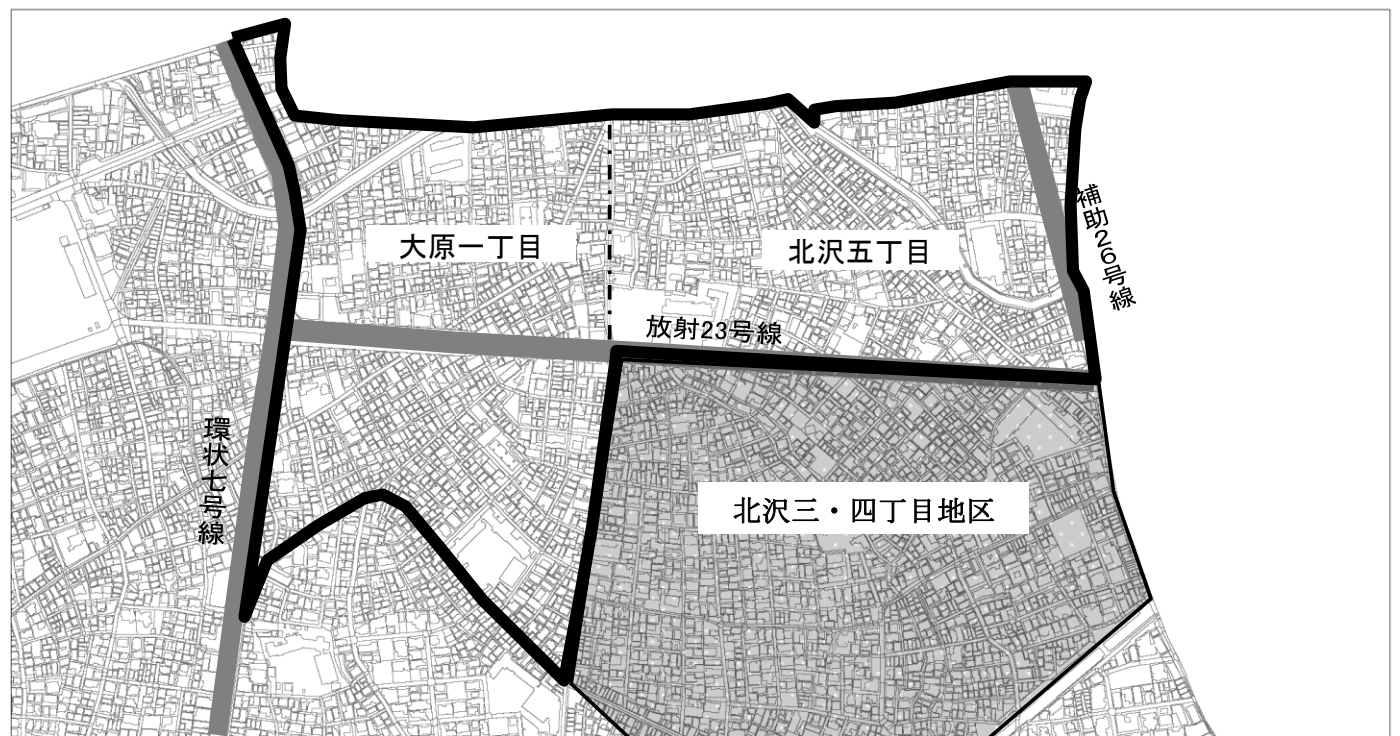 補助26号線
大原一丁目
北沢五丁目
放射23号線
環状七号線
北沢三・四丁目地区